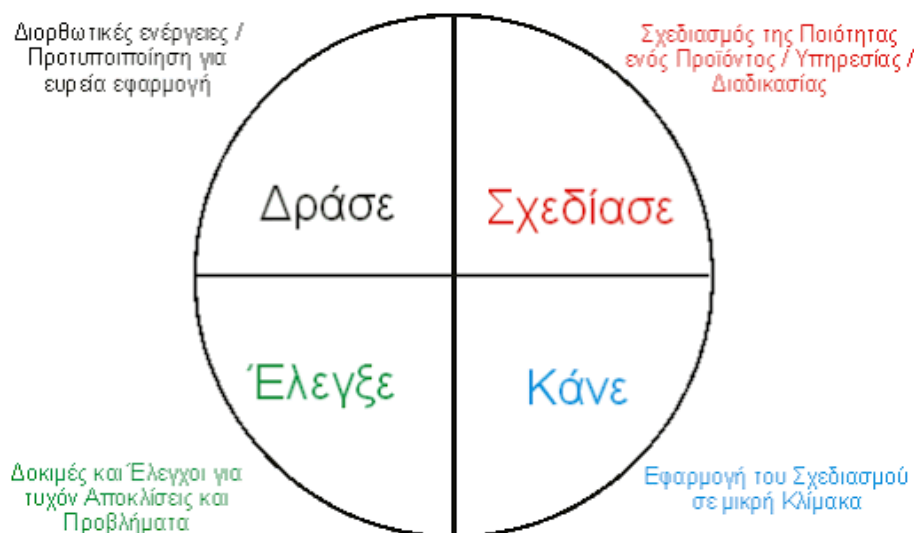 Διορθωτικές ενέργειες /
Προτυποιποίηση για
ευρεία εφαρμογή
Σχεδιασμός της Ποιότητας
ενός Προϊόντος / Υπηρεσίας /
Διαδικασίας
Δράσε
Σχεδίασε
Έλεγξε
Κάνε
Δοκιμές και Έλεγχοι για
τυχόν Αποκλίσεις και
Προβλήματα
Εφαρμογή του Σχεδιασμού
σε μικρή Κλίμακα